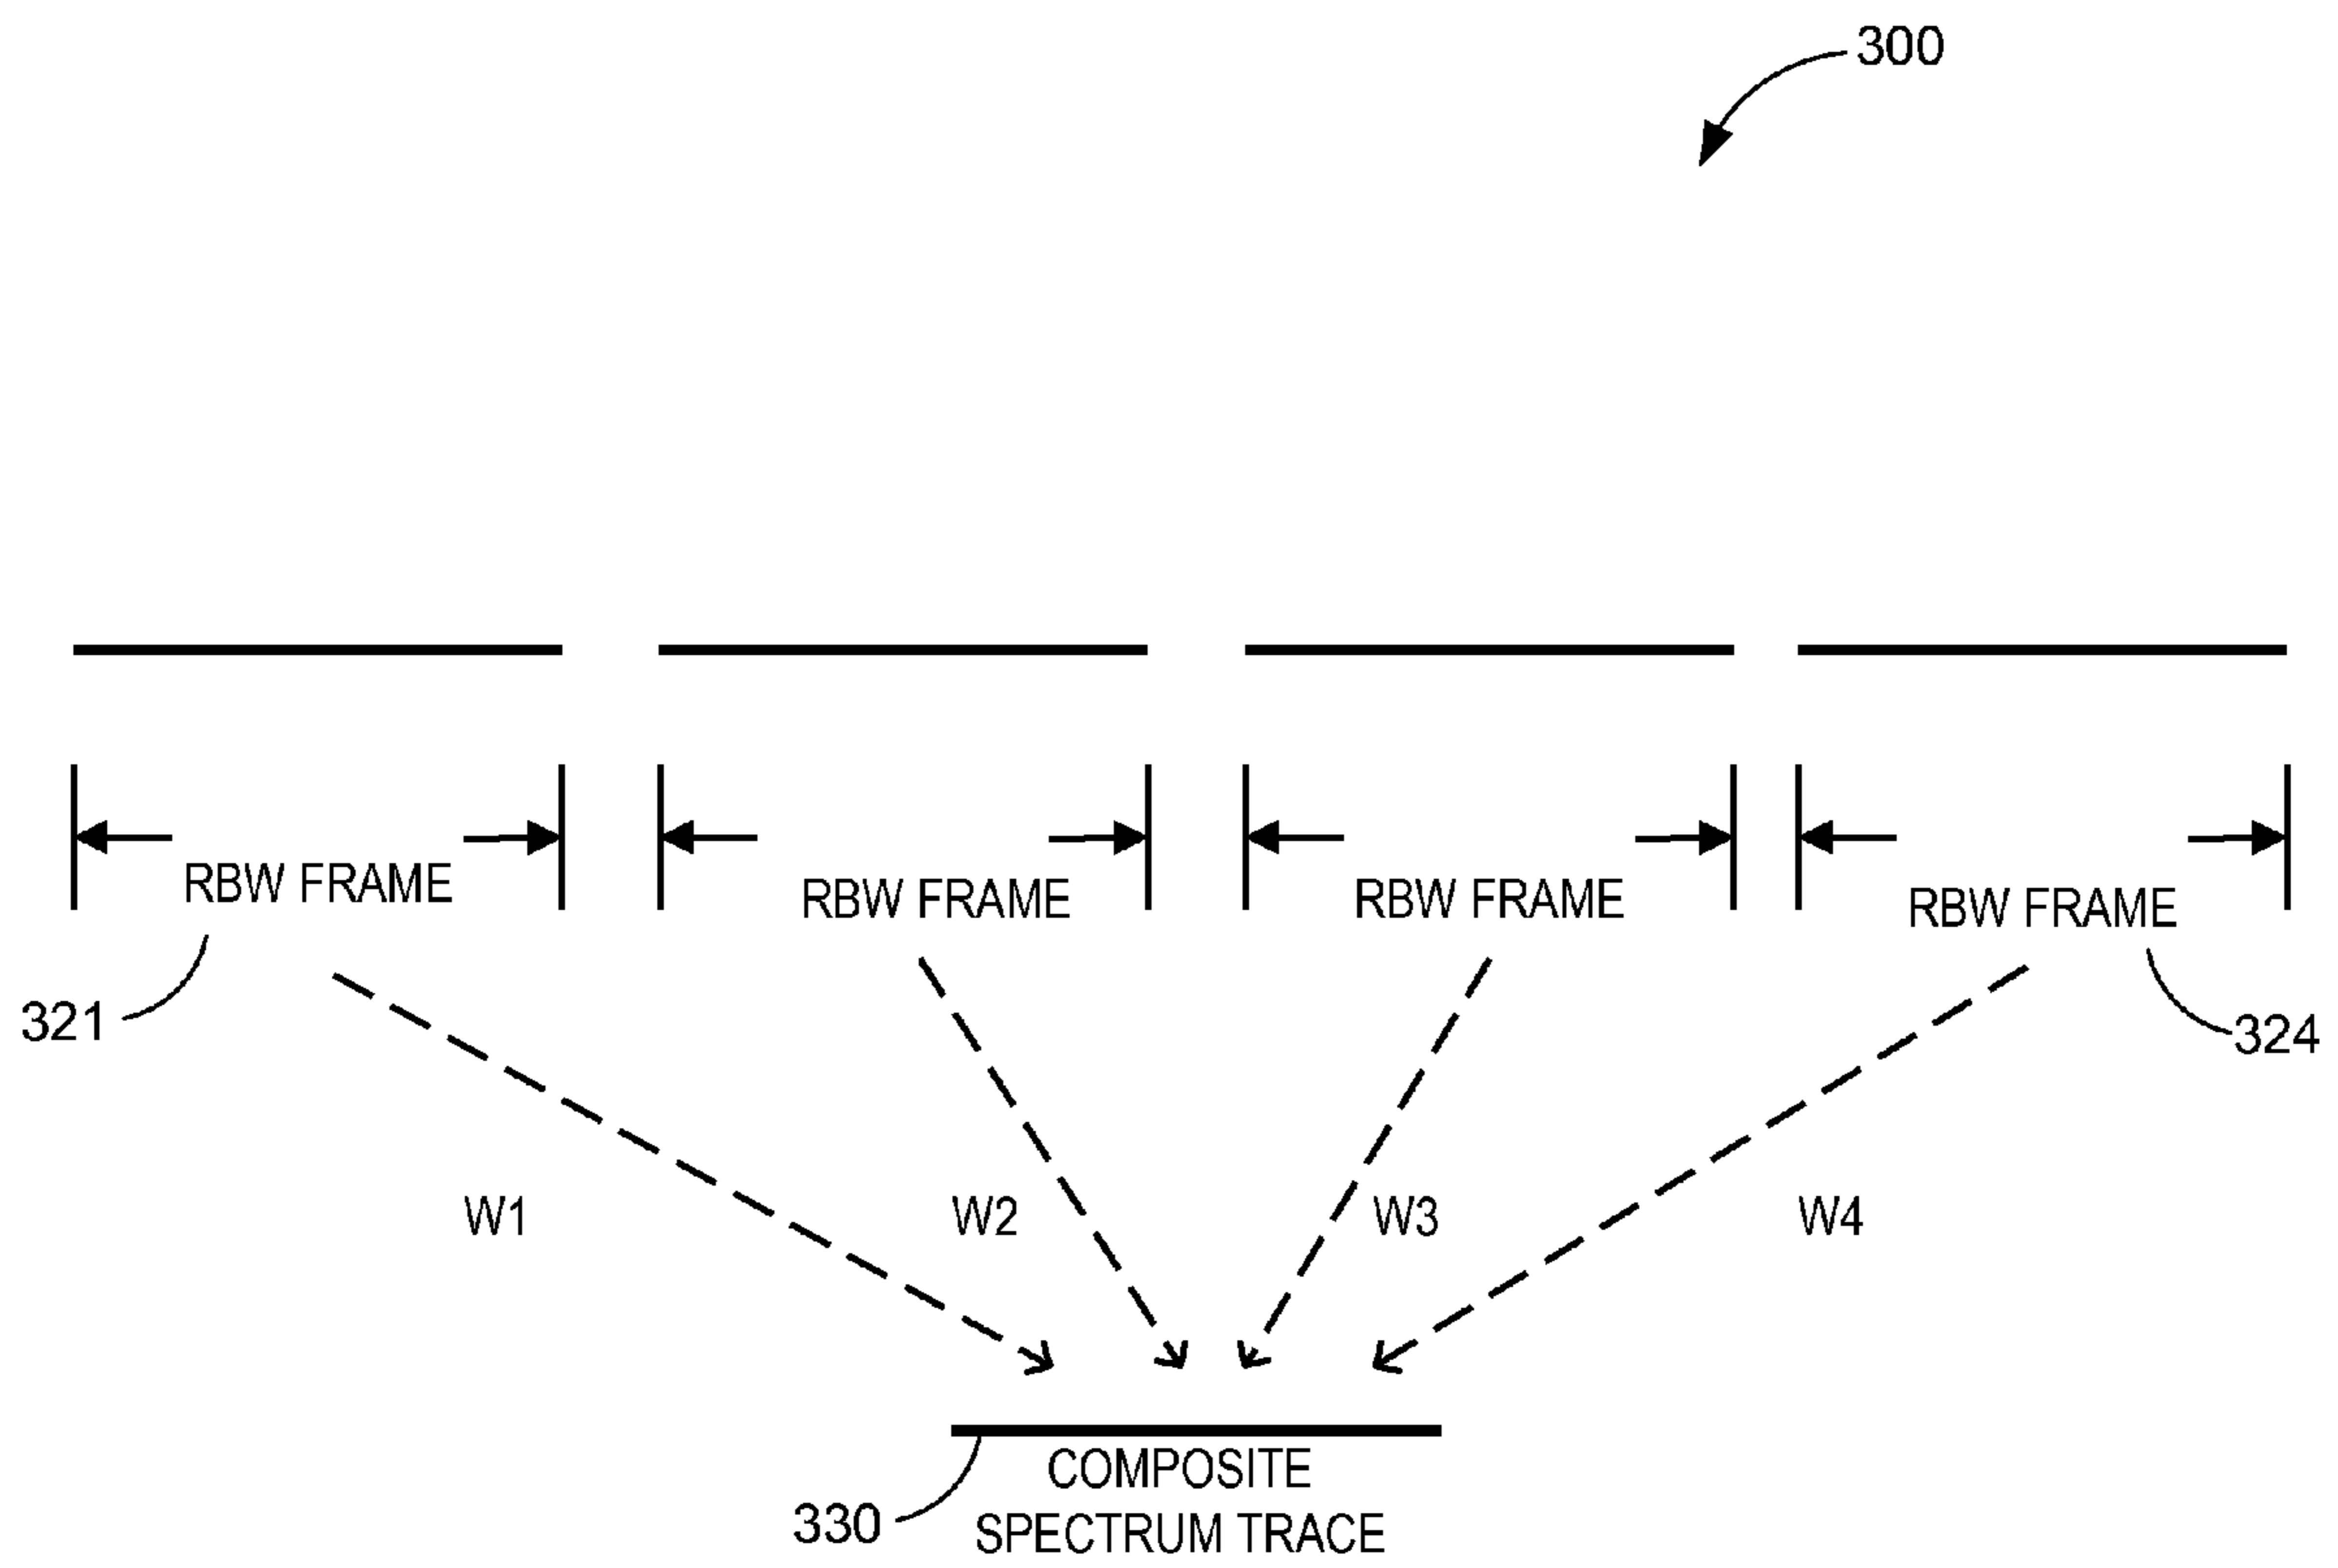 300
RBW FRAME
RBW FRAME
RBW FRAME
RBW FRAME
321
324
W1
W2
W3
W4
COMPOSITE
330
SPECTRUM TRACE